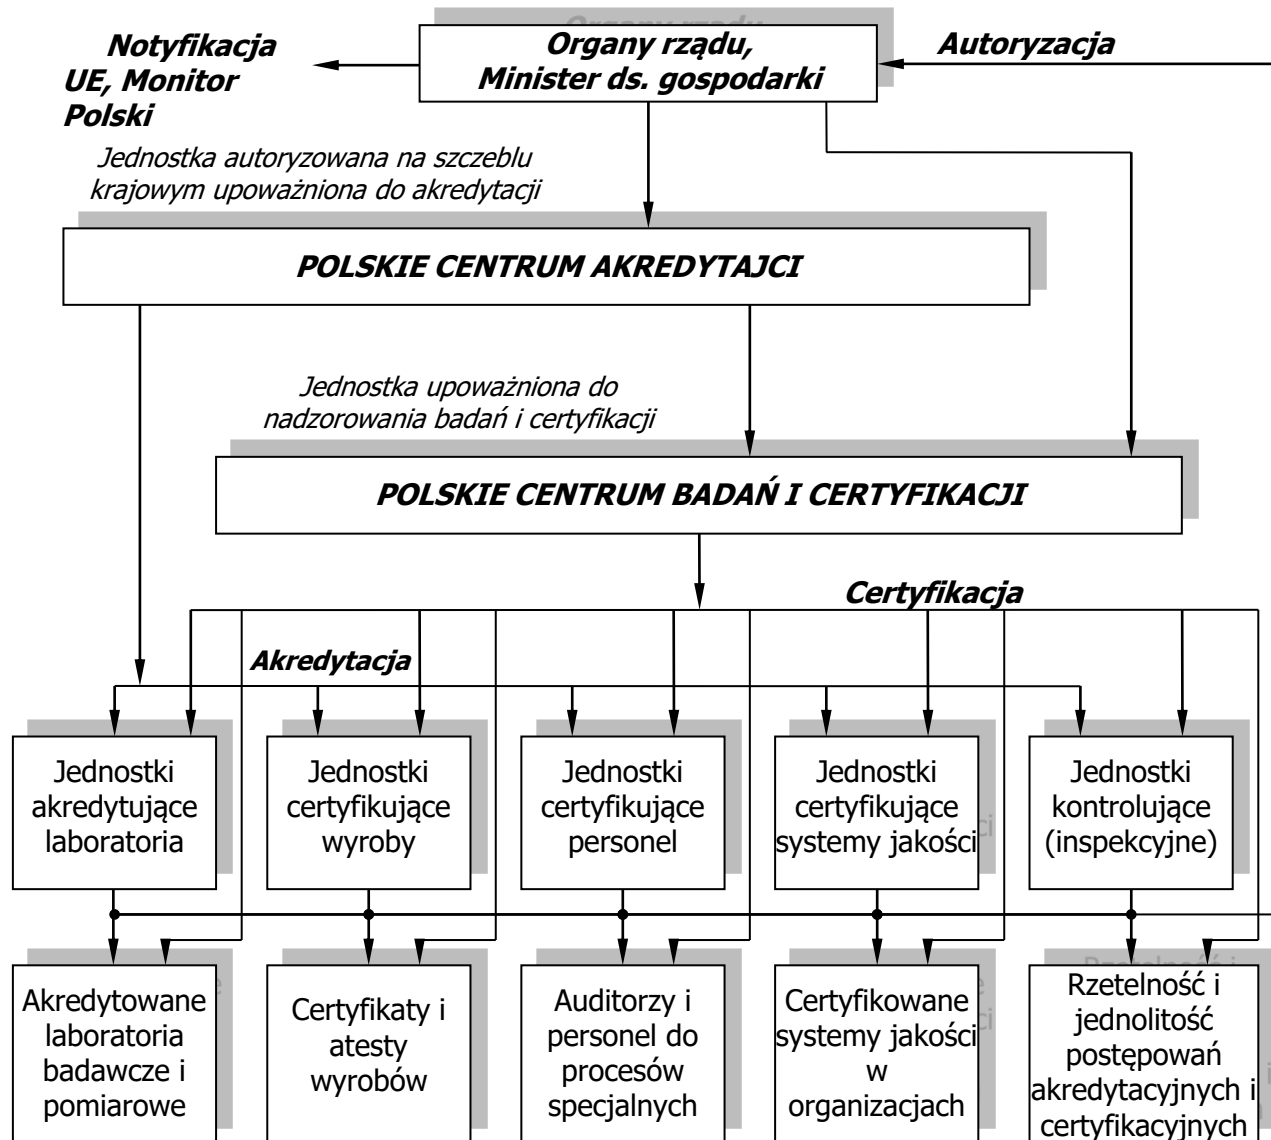 Organy rządu,
Minister ds. gospodarki
Notyfikacja
UE, Monitor
Polski
Autoryzacja
Jednostka autoryzowana na szczeblu
krajowym upoważniona do akredytacji
POLSKIE CENTRUM AKREDYTAJCI
Jednostka upoważniona do
nadzorowania badań i certyfikacji
POLSKIE CENTRUM BADAŃ I CERTYFIKACJI
Certyfikacja
Akredytacja
Jednostki
akredytujące
laboratoria
Jednostki
certyfikujące
wyroby
Jednostki
certyfikujące
personel
Jednostki
certyfikujące
systemy jakości
Jednostki
kontrolujące
(inspekcyjne)
Akredytowane
laboratoria
badawcze i
pomiarowe
Certyfikaty i
atesty
wyrobów
Auditorzy i
personel do
procesów
specjalnych
Certyfikowane
systemy jakości
w
organizacjach
Rzetelność i
jednolitość
postępowań
akredytacyjnych i
certyfikacyjnych